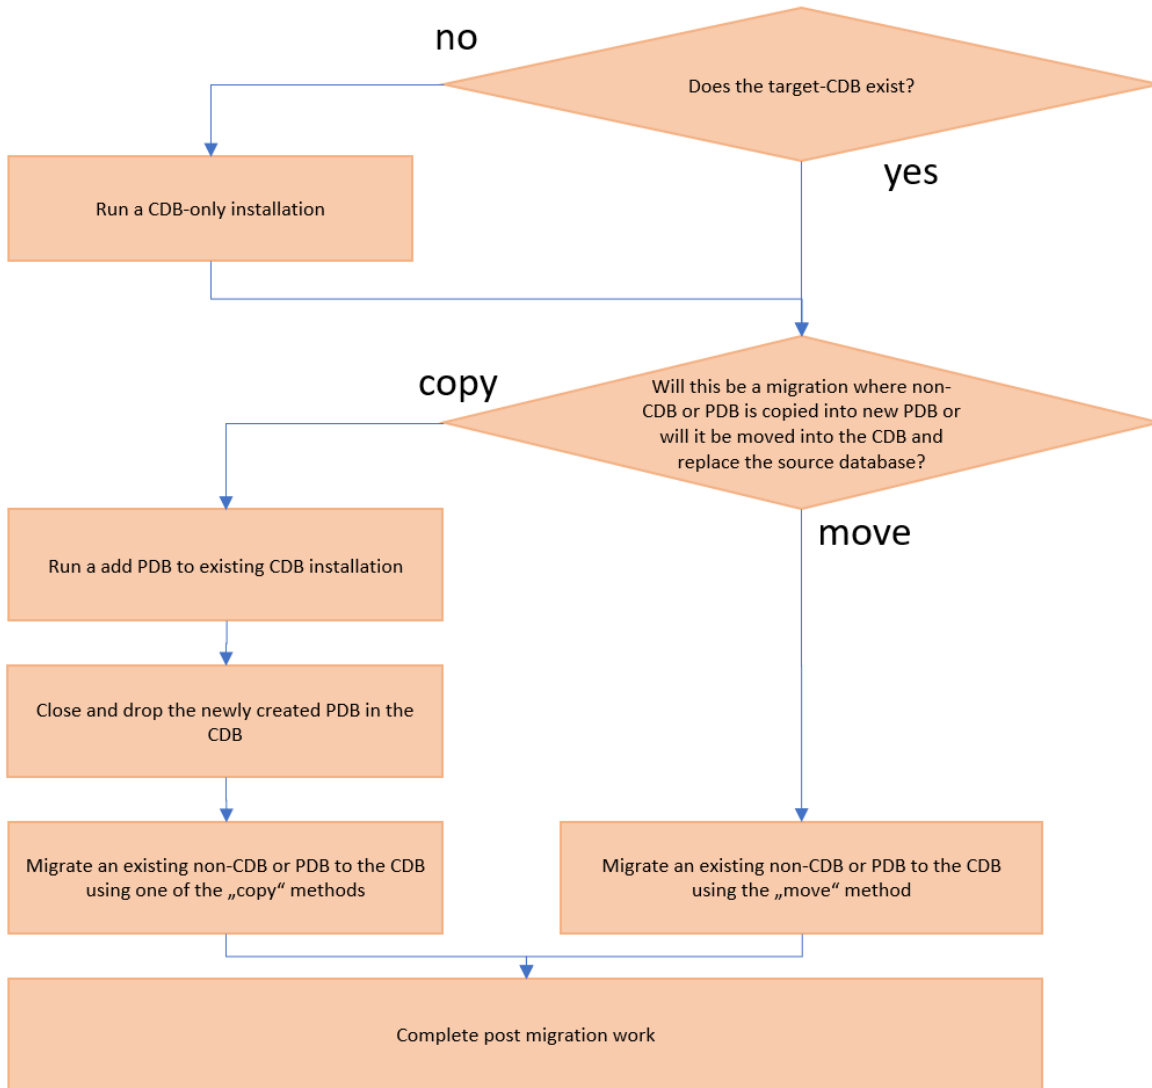 no
Does the target-CDB exist?
yes
Run a CDB-only installation
copy
Will this be a migration where non-
CDB or PDB is copied into new PDB or
will it be moved into the CDB and
replace the source database?
move
Run a add PDB to existing CDB installation
Close and drop the newly created PDB in the
CDB
Migrate an existing non-CDB or PDB to the CDB
using one of the „copy“ methods
Migrate an existing non-CDB or PDB to the CDB
using the „move“ method
Complete post migration work